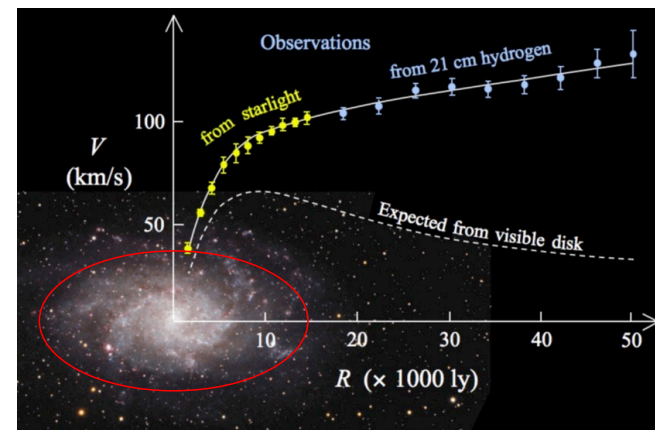 Observations
from 21 cm hydrogen
from starlight
100
V
(km/s)
50
Expected from visible disk
10
20
30
40
50
R (× 1000 ly)